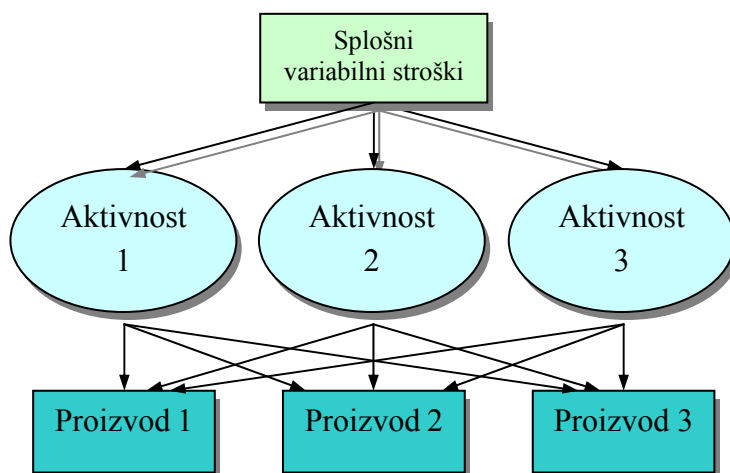 Splošni
variabilni stroški
Aktivnost
1
Aktivnost
2
Aktivnost
3
Proizvod 1
Proizvod 2
Proizvod 3